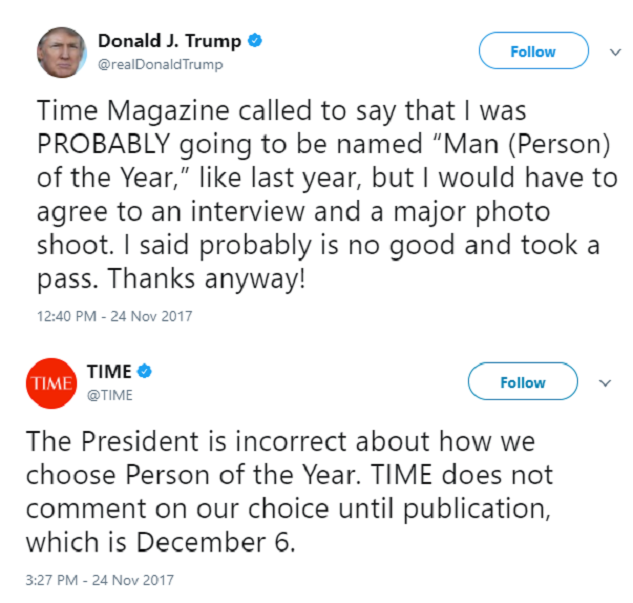 Donald J. Trump
@realDonaldTrump
Follow
Time Magazine called to say that I was
PROBABLY going to be named “Man (Person)
of the Year,” like last year, but I would have to
agree to an interview and a major photo
shoot. I said probably is no good and took a
pass. Thanks anyway!
12:40 PM - 24 Nov 2017
TIME
TIME
@TIME
Follow
The President is incorrect about how we
choose Person of the Year. TIME does not
comment on our choice until publication,
which is December 6.
3:27 PM - 24 Nov 2017